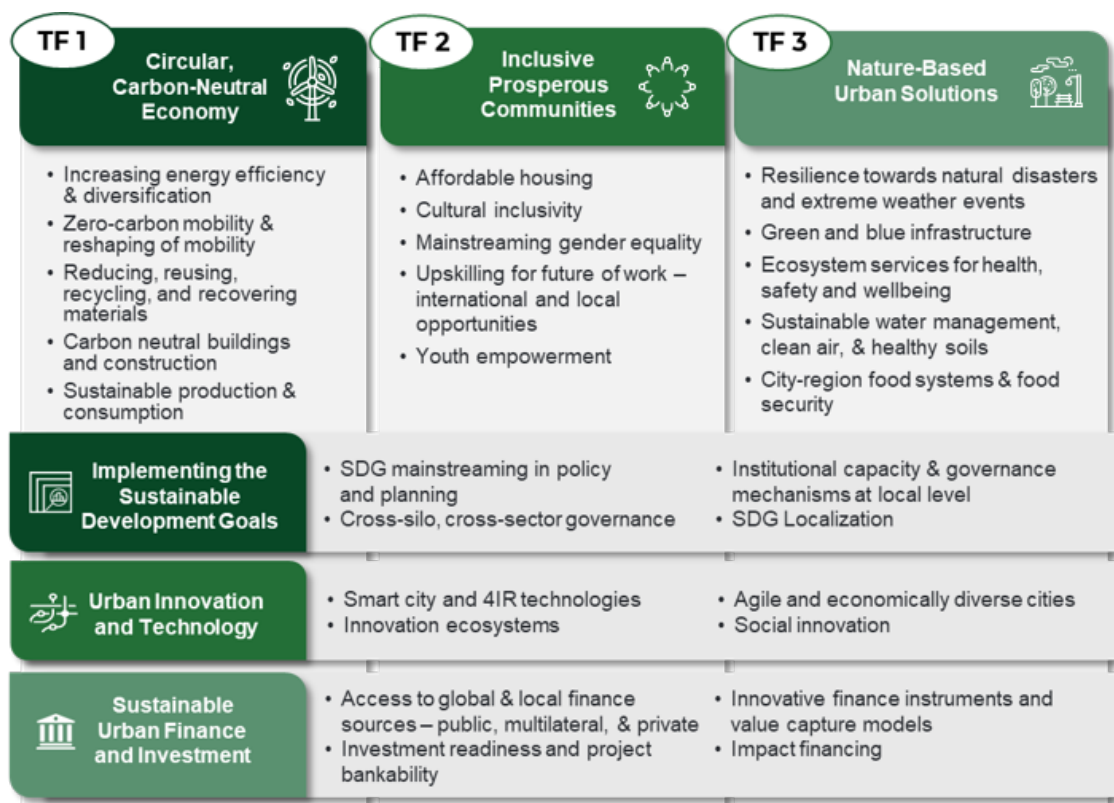 TF 1
Circular,
Carbon-Neutral
Economy
• Increasing energy efficiency
& diversification
• Zero-carbon mobility &
reshaping of mobility
• Reducing, reusing,
recycling, and recovering
materials
• Carbon neutral buildings
and construction
• Sustainable production &
consumption
TF 2
Inclusive
Prosperous
Communities
• Affordable housing
• Cultural inclusivity
• Mainstreaming gender equality
• Upskilling for future of work –
international and local
opportunities
• Youth empowerment
TF 3
Nature-Based
Urban Solutions
• Resilience towards natural disasters
and extreme weather events
• Green and blue infrastructure
• Ecosystem services for health,
safety and wellbeing
• Sustainable water management,
clean air, & healthy soils
• City-region food systems & food
security
Implementing the
Sustainable
Development Goals
• SDG mainstreaming in policy
and planning
• Cross-silo, cross-sector governance
• Institutional capacity & governance
mechanisms at local level
• SDG Localization
Urban Innovation
and Technology
• Smart city and 4IR technologies
• Innovation ecosystems
• Agile and economically diverse cities
• Social innovation
Sustainable
Urban Finance
and Investment
• Access to global & local finance
sources – public, multilateral, & private
• Investment readiness and project
bankability
• Innovative finance instruments and
value capture models
• Impact financing